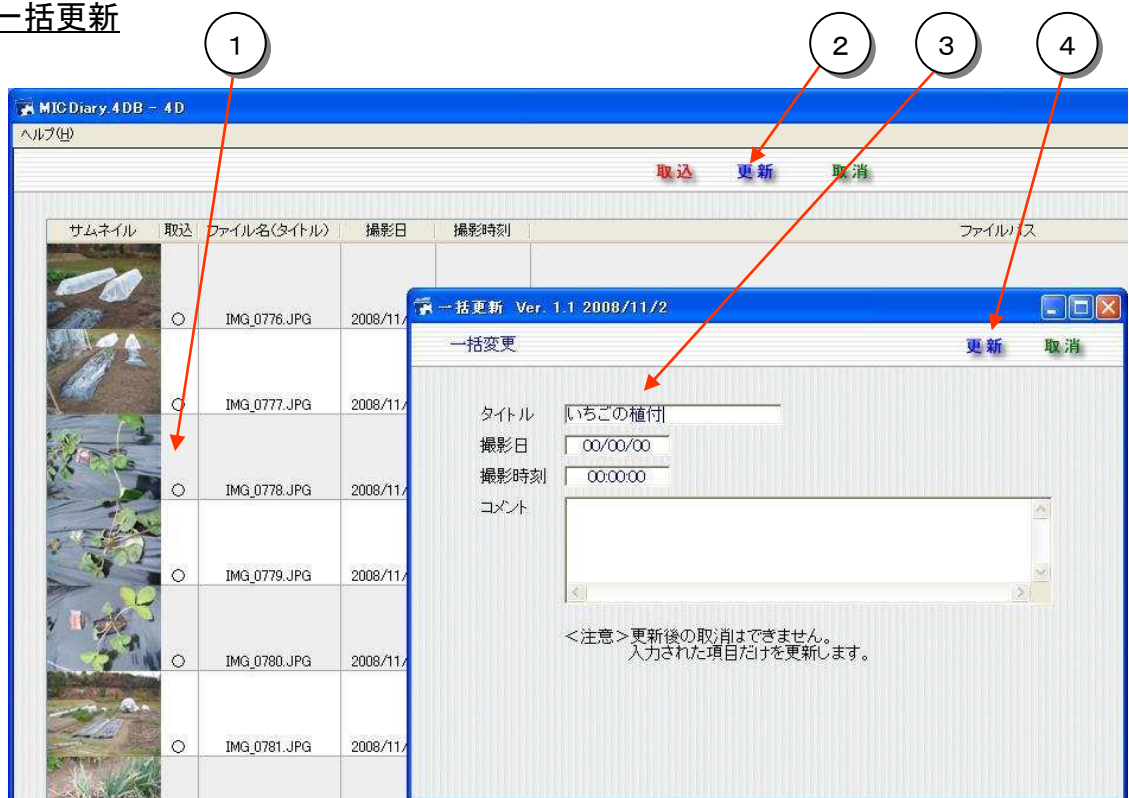 一括更新
1 2 3 4
MIC Diary.4DB - 4D
ヘルプ(H)
取込 更新 取消
サムネイル 取込 ファイル名(タイトル) 撮影日 撮影時刻 ファイルパス
○ IMG_0776.JPG 2008/11/
一括更新 Ver. 1.1 2008/11/2
一括変更 更新 取消
○ IMG_0777.JPG 2008/11/
タイトル いちごの植付
撮影日 00/00/00
撮影時刻 00:00:00
○ IMG_0778.JPG 2008/11/
コメント
○ IMG_0779.JPG 2008/11/
<注意>更新後の取消はできません。
入力された項目だけを更新します。
○ IMG_0780.JPG 2008/11/
○ IMG_0781.JPG 2008/11/